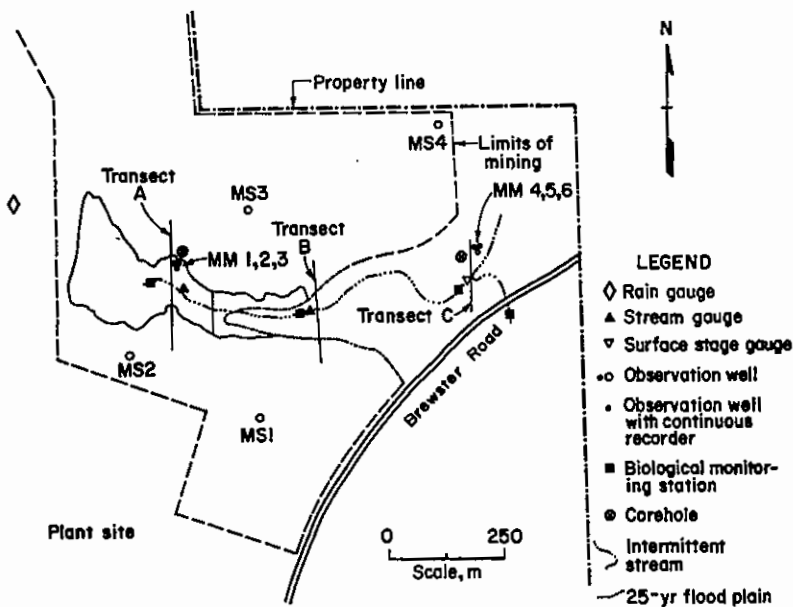 N
Property line
MS4
Limits of
mining
Transect
A
MS3
MM 4,5,6
Transect
B
MM 1,2,3
LEGEND
Rain gauge
Stream gauge
Transect C
Surface stage gauge
MS2
Observation well
Brewster Road
Observation well
with continuous
recorder
MS1
Biological monitor-
ing station
Corehole
Plant site
0 250
Scale, m
Intermittent
stream
25-yr flood plain